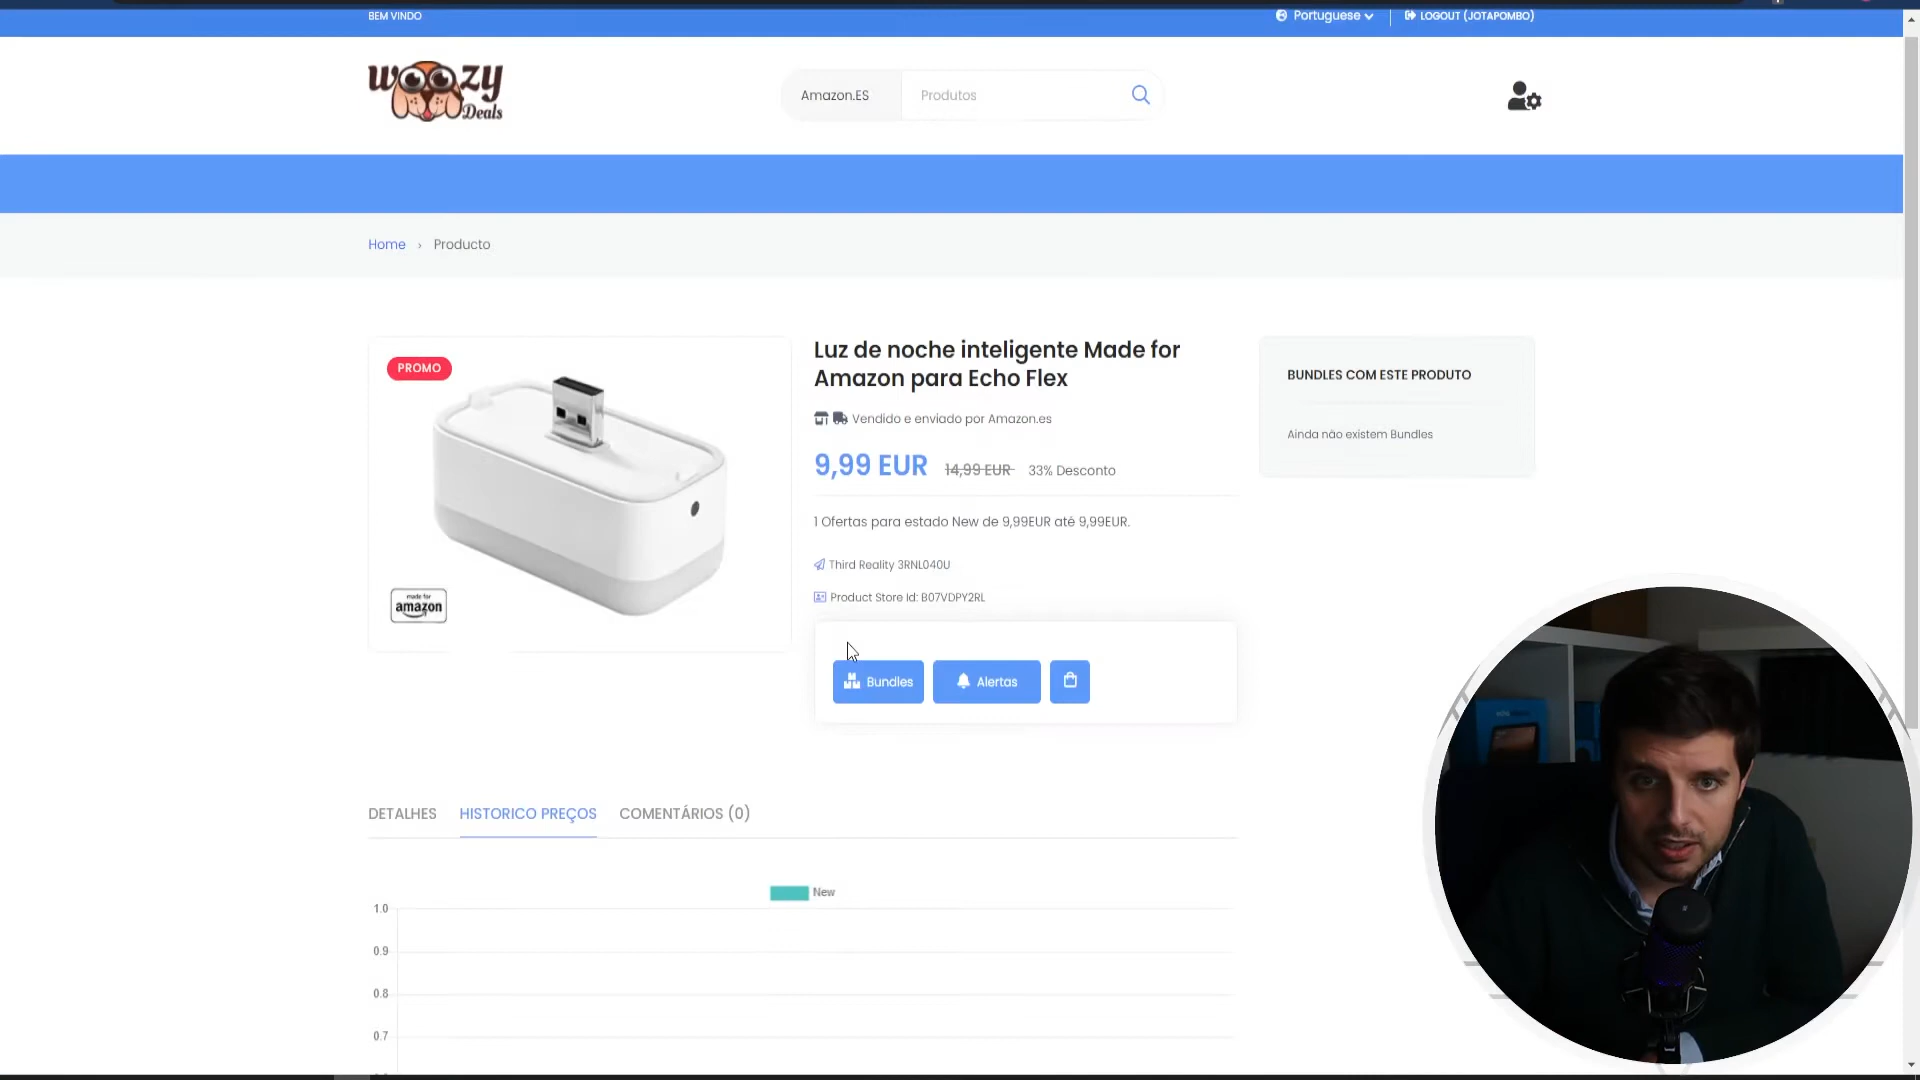 BEM VINDO
Portuguese
LOGOUT (JOTAPOMBO)
woozy
Deals
Amazon.ES
Produtos
Home › Producto
PROMO
made for
amazon
Luz de noche inteligente Made for
Amazon para Echo Flex
Vendido e enviado por Amazon.es
9,99 EUR 14,99 EUR 33% Desconto
1 Ofertas para estado New de 9,99EUR até 9,99EUR.
Third Reality 3RNL040U
Product Store Id: B07VDPY2RL
Bundles
Alertas
BUNDLES COM ESTE PRODUTO
Ainda não existem Bundles
DETALHES
HISTORICO PREÇOS
COMENTÁRIOS (0)
New
1.0
0.9
0.8
0.7